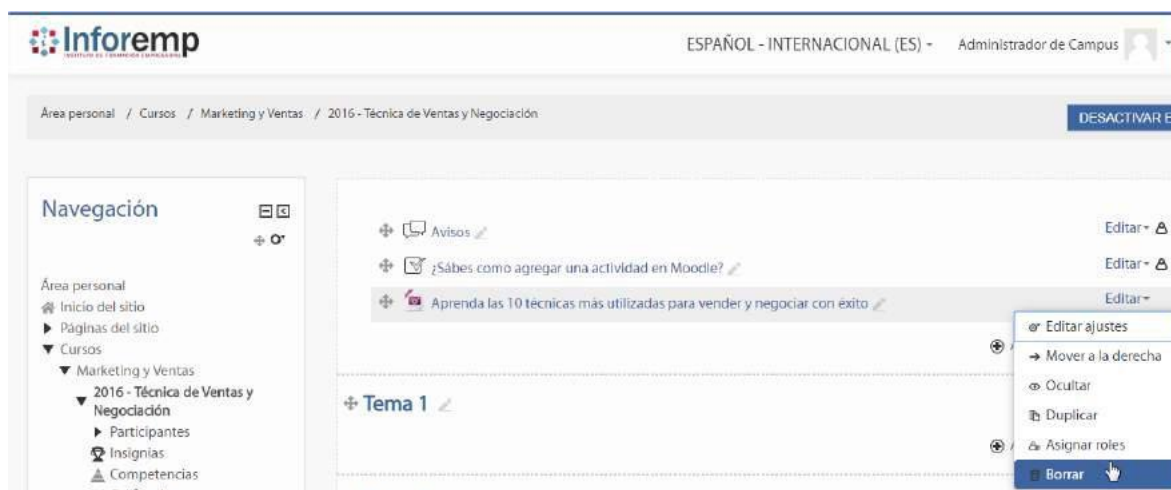 Inforemp
ESPAÑOL - INTERNACIONAL (ES)
Administrador de Campus
Área personal / Cursos / Marketing y Ventas / 2016 - Técnica de Ventas y Negociación
DESACTIVAR E
Navegación
Área personal
Inicio del sitio
Páginas del sitio
Cursos
Marketing y Ventas
2016 - Técnica de Ventas y
Negociación
Participantes
Insignias
Competencias
Avisos
Editar
¿Sábes como agregar una actividad en Moodle?
Editar
Aprenda las 10 técnicas más utilizadas para vender y negociar con éxito
Editar
Tema 1
Editar ajustes
Mover a la derecha
Ocultar
Duplicar
Asignar roles
Borrar